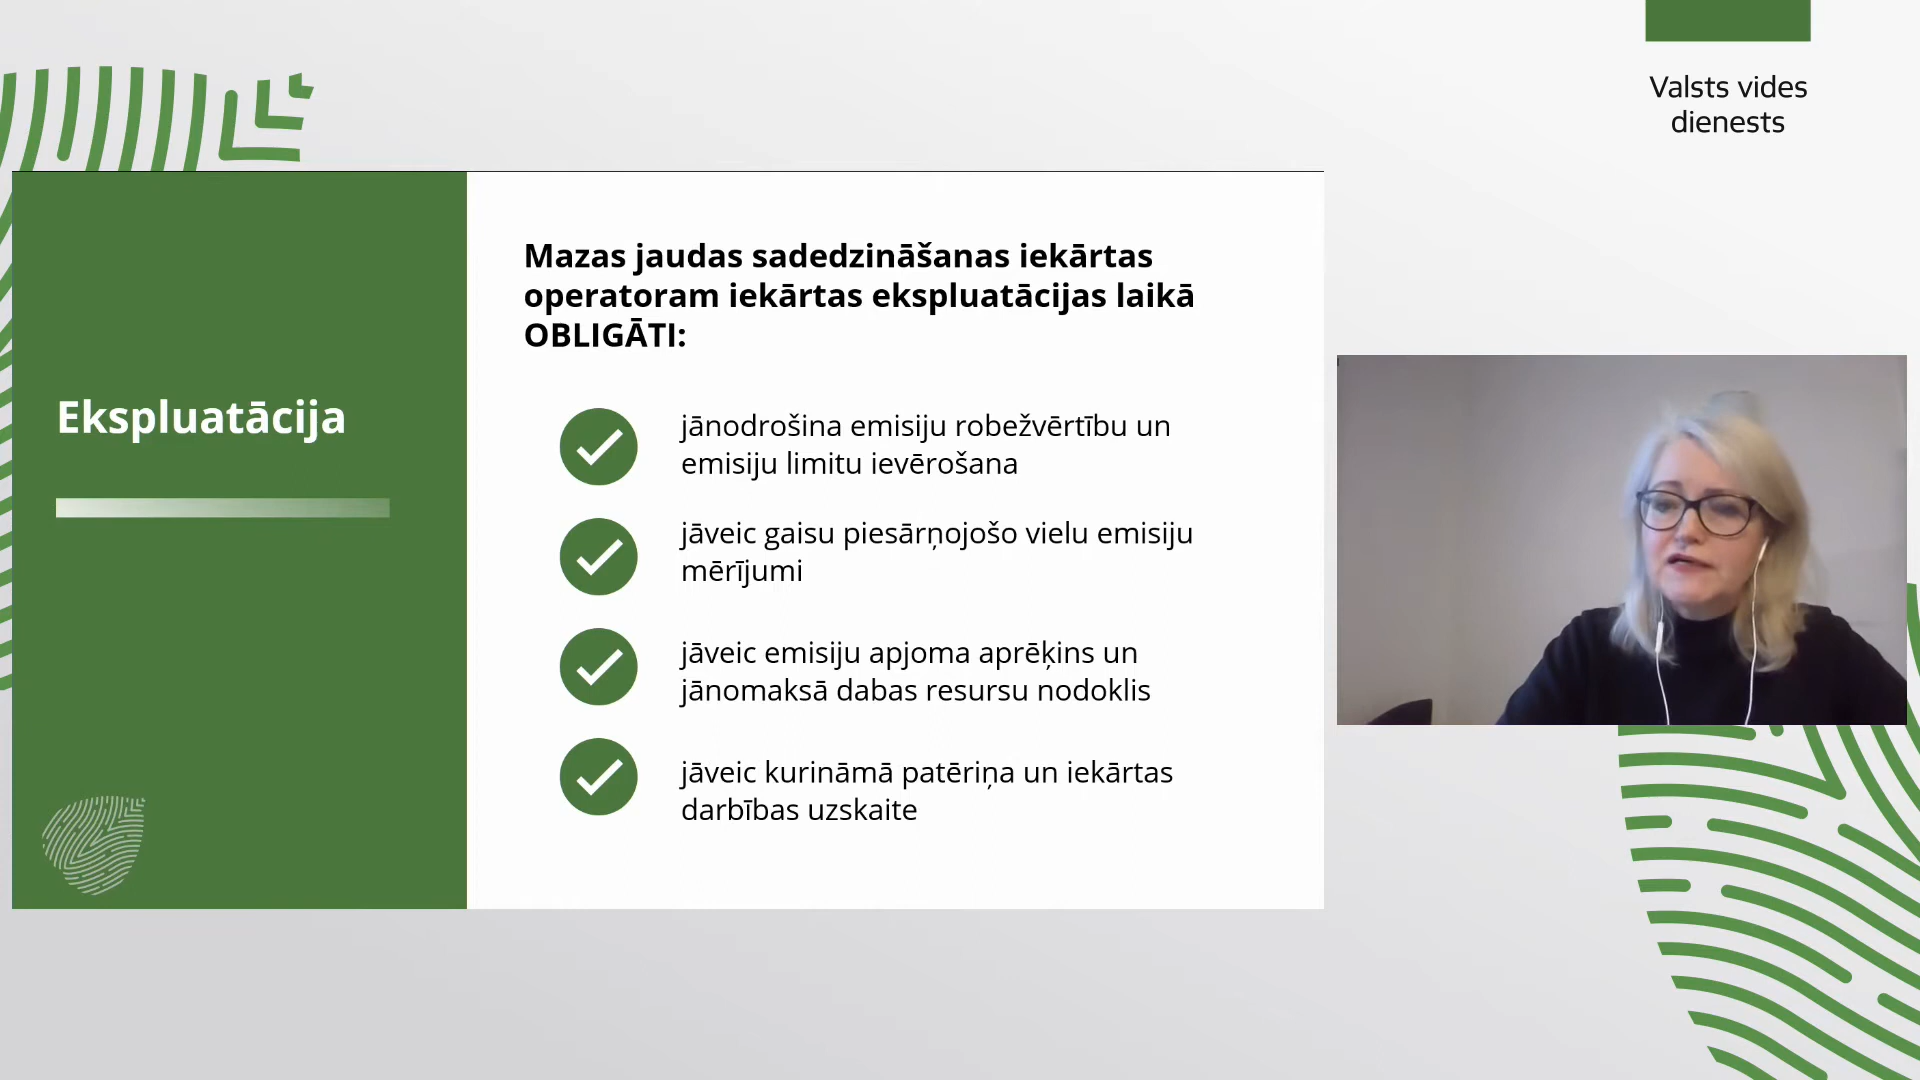 Valsts vides
dienests
Ekspluatācija
Mazas jaudas sadedzināšanas iekārtas
operatoram iekārtas ekspluatācijas laikā
OBLIGĀTI:
jānodrošina emisiju robežvērtību un
emisiju limitu ievērošana
jāveic gaisu piesārņojošo vielu emisiju
mērījumi
jāveic emisiju apjoma aprēķins un
jānomaksā dabas resursu nodoklis
jāveic kurināmā patēriņa un iekārtas
darbības uzskaite